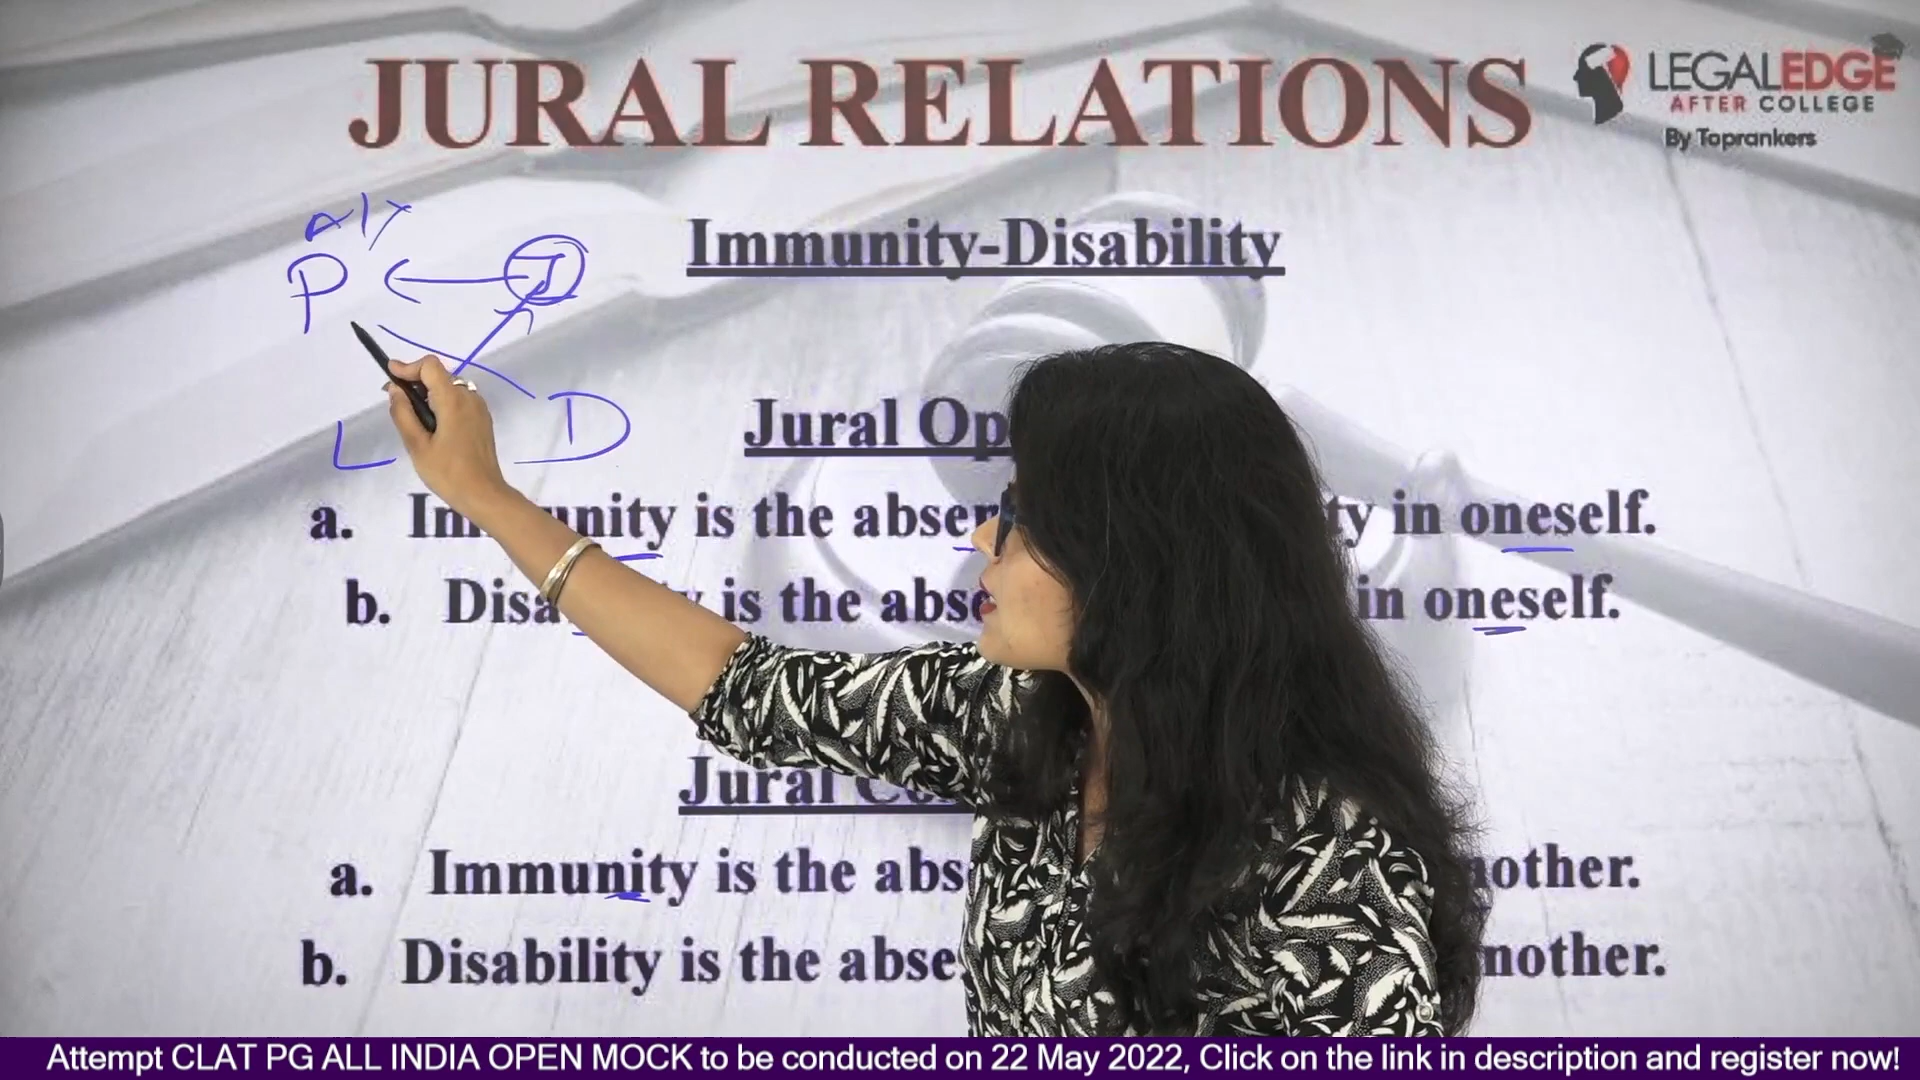 JURAL RELATIONS
LEGALEDGE
AFTER COLLEGE
By Toprankers
Immunity-Disability
P
I
L
D
Jural Op
a. Im unity is the absen ty in oneself.
b. Disa y is the abse in oneself.
Jural Co
a. Immunity is the abs nother.
b. Disability is the abse nother.
Attempt CLAT PG ALL INDIA OPEN MOCK to be conducted on 22 May 2022, Click on the link in description and register now!